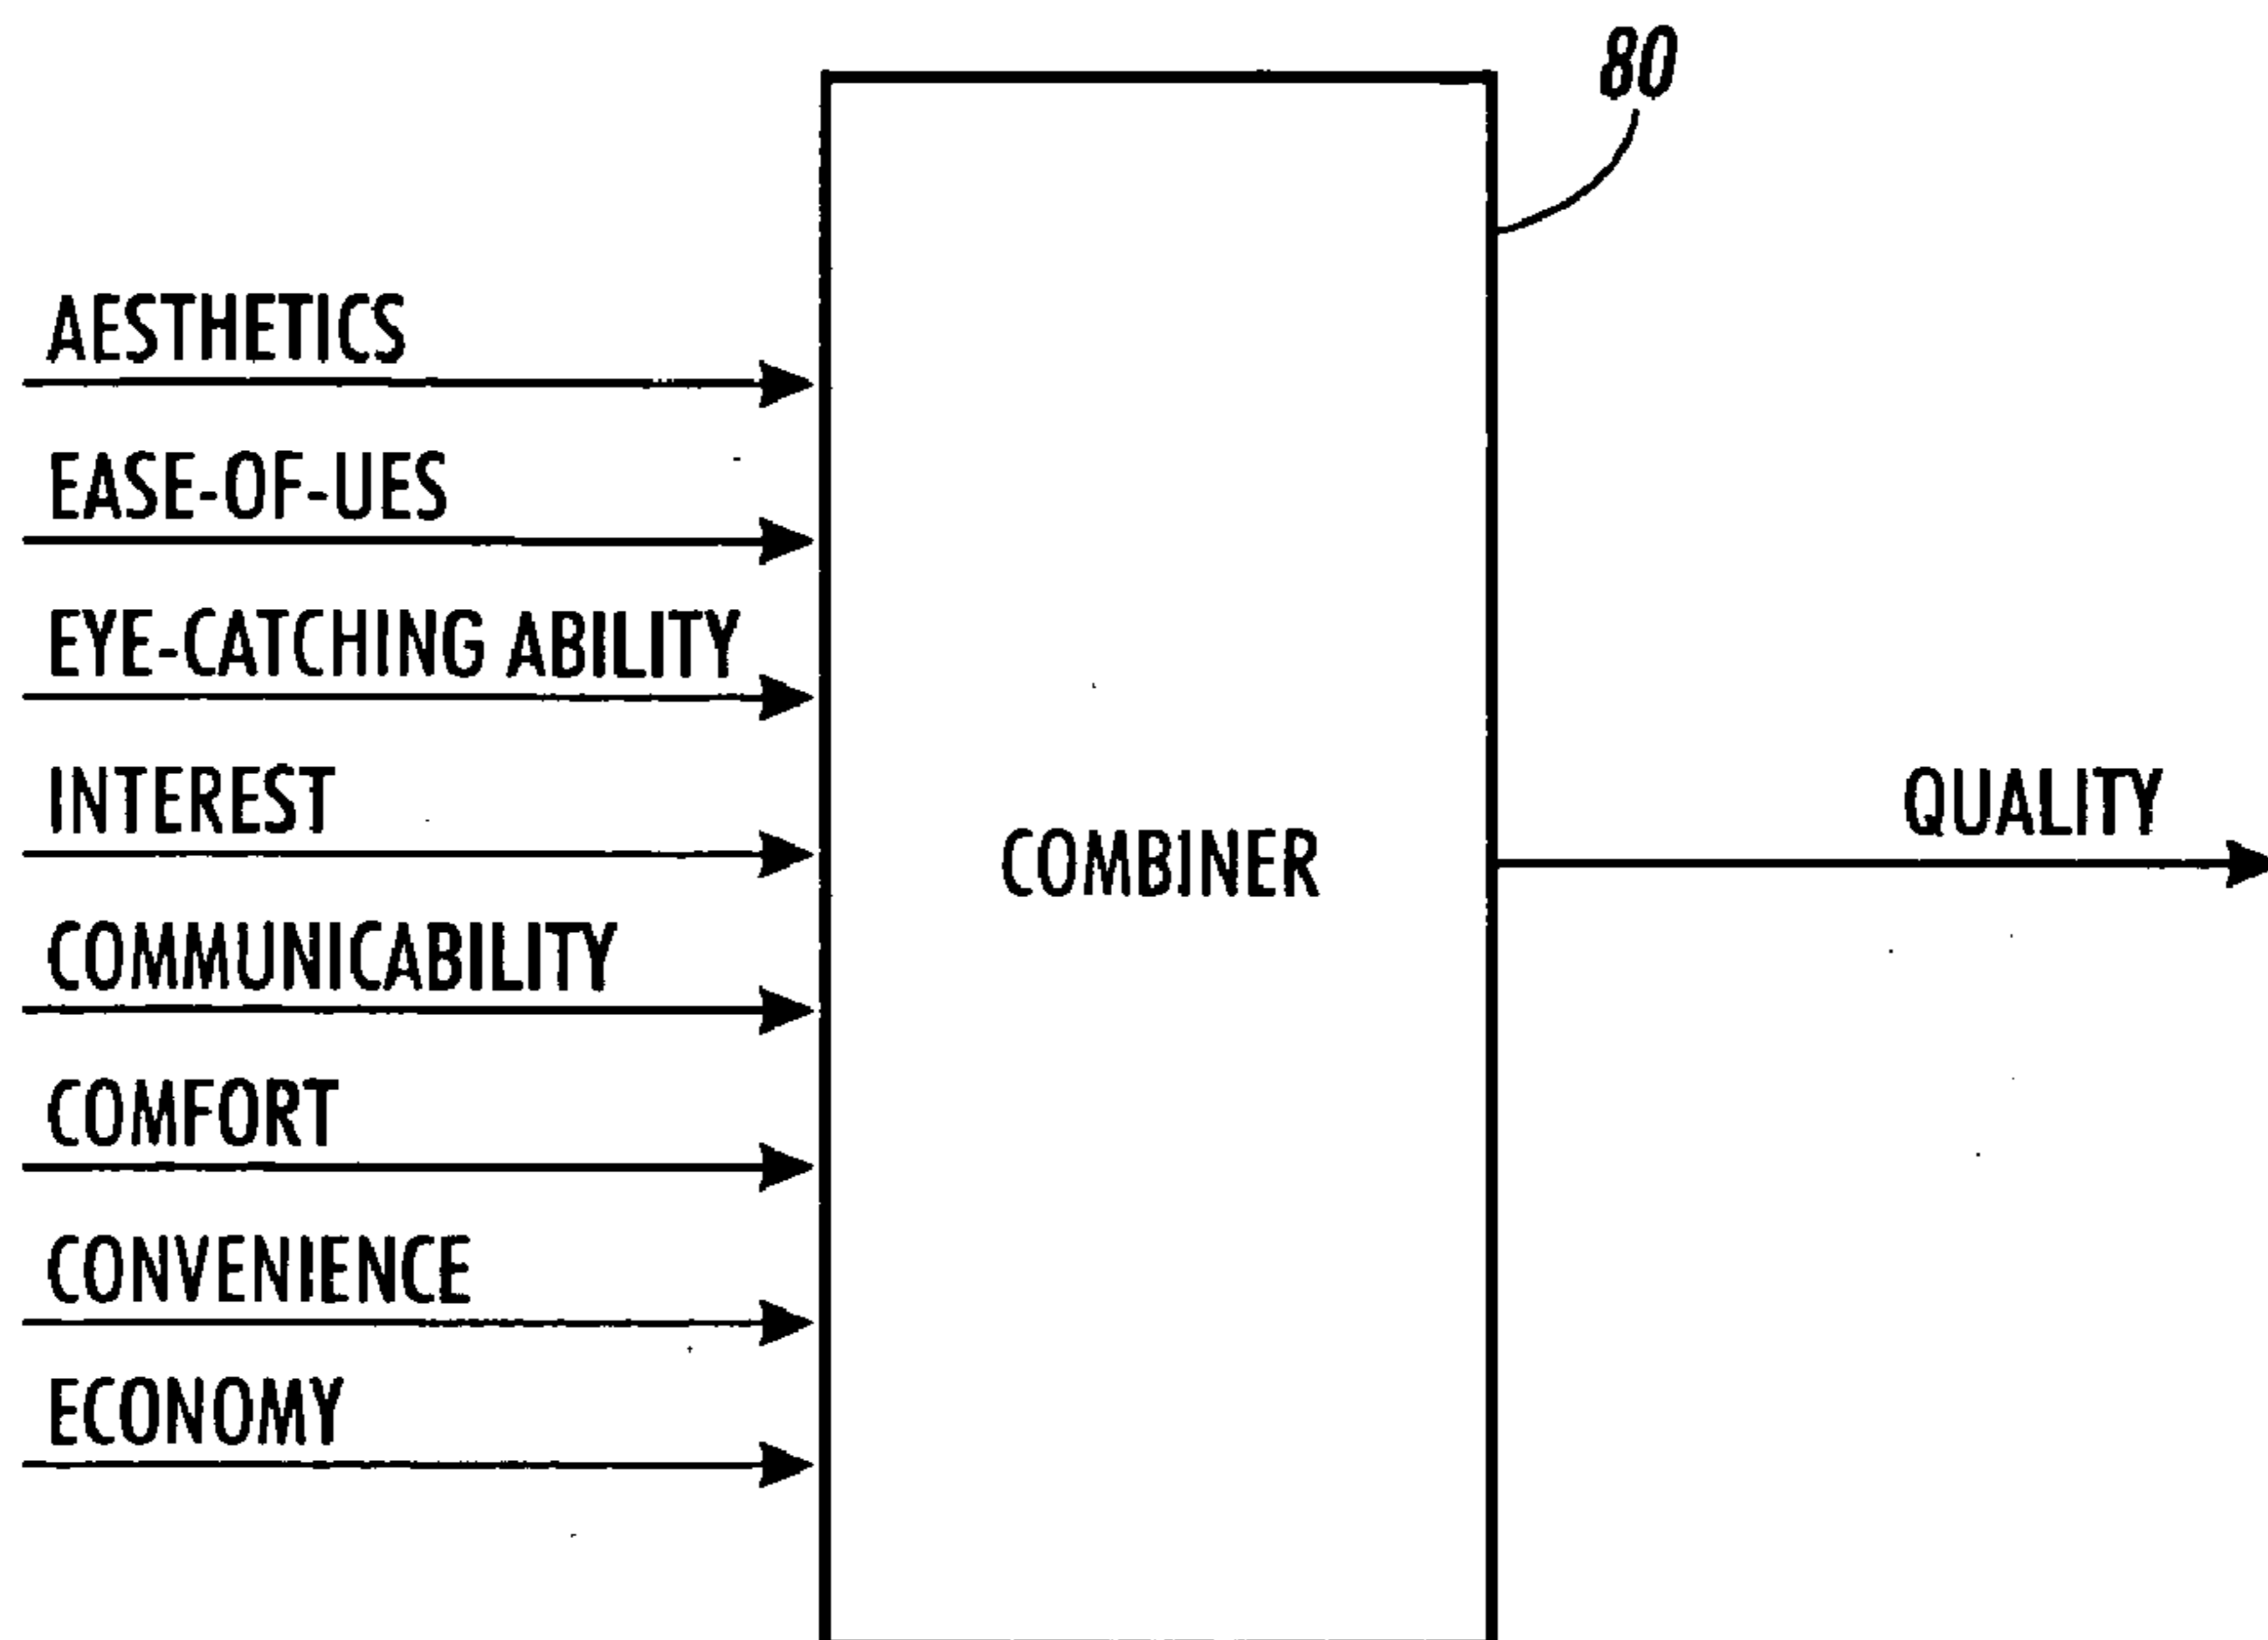 80
AESTHETICS
EASE-OF-UES
EYE-CATCHING ABILITY
INTEREST
COMBINER
QUALITY
COMMUNICABILITY
COMFORT
CONVENIENCE
ECONOMY